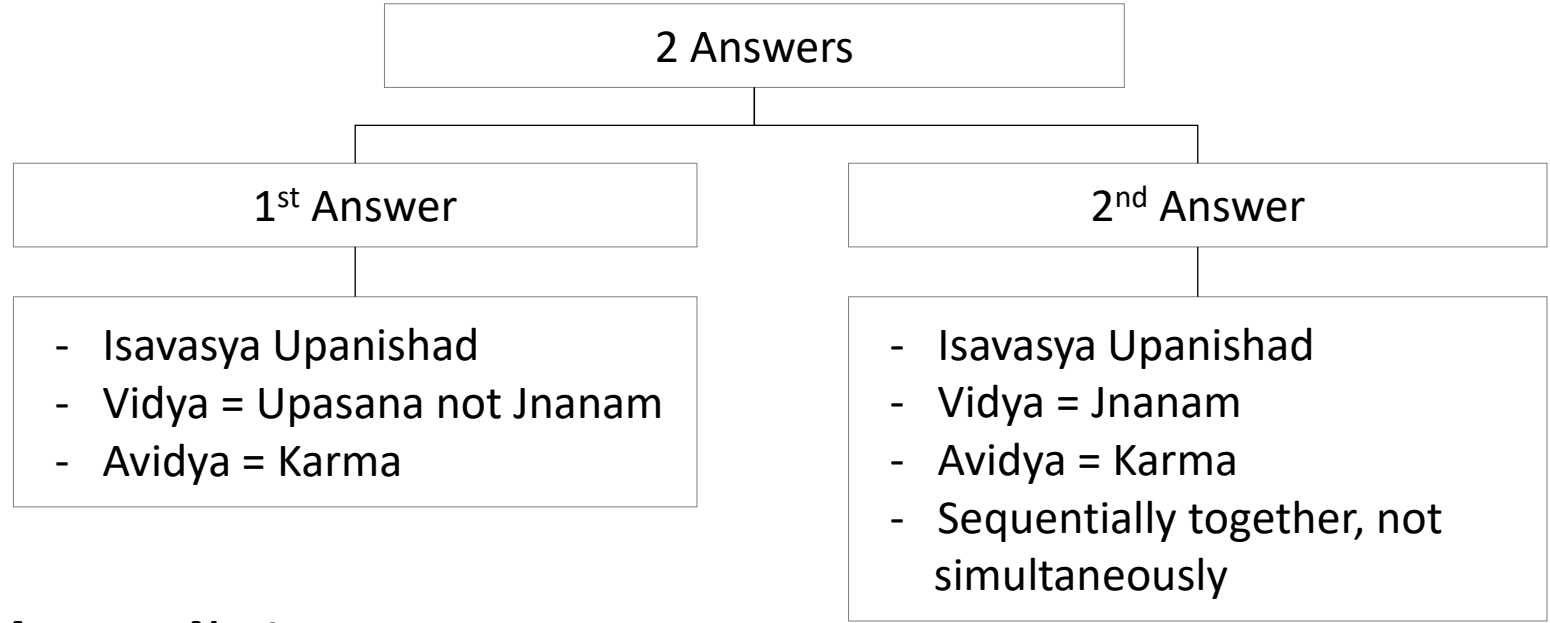 2 Answers
1st Answer
- Isavasya Upanishad
- Vidya = Upasana not Jnanam
- Avidya = Karma
2nd Answer
- Isavasya Upanishad
- Vidya = Jnanam
- Avidya = Karma
- Sequentially together, not
simultaneously